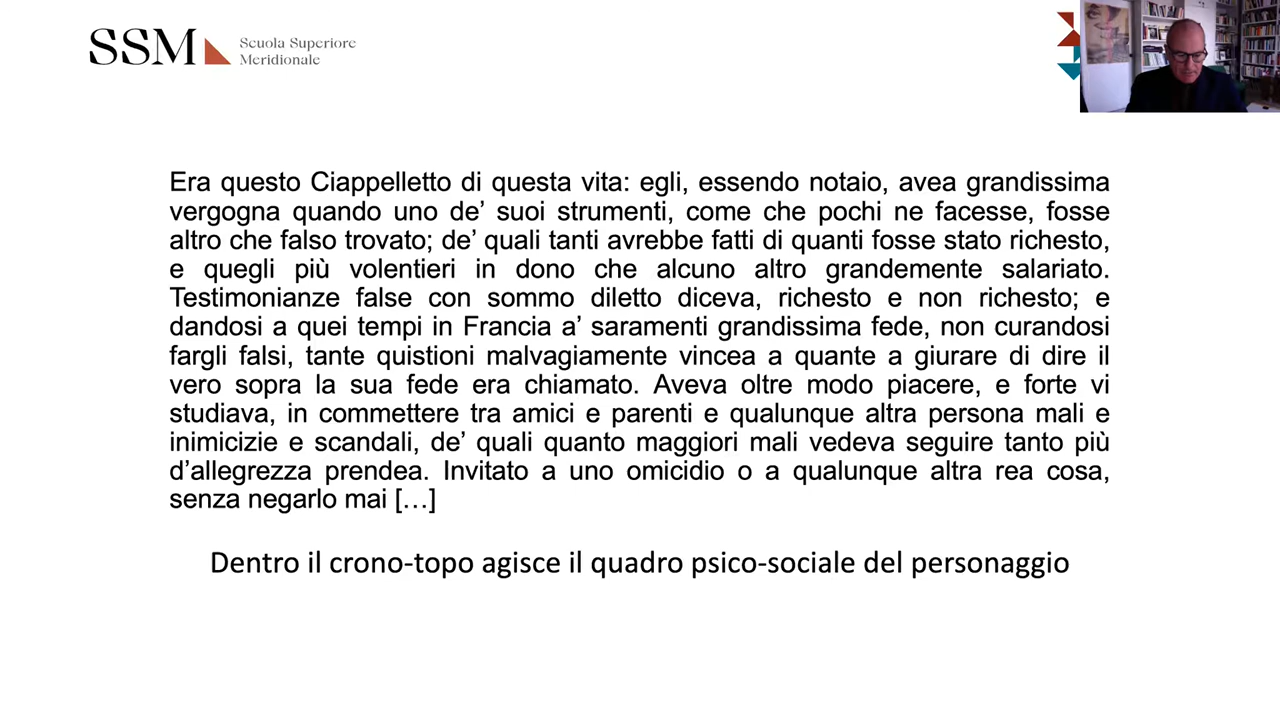 SSM
Scuola Superiore
Meridionale
Era questo Ciappelletto di questa vita: egli, essendo notaio, avea grandissima
vergogna quando uno de’ suoi strumenti, come che pochi ne facesse, fosse
altro che falso trovato; de’ quali tanti avrebbe fatti di quanti fosse stato richesto,
e quegli più volentieri in dono che alcuno altro grandemente salariato.
Testimonianze false con sommo diletto diceva, richesto e non richesto; e
dandosi a quei tempi in Francia a’ saramenti grandissima fede, non curandosi
fargli falsi, tante quistioni malvagiamente vincea a quante a giurare di dire il
vero sopra la sua fede era chiamato. Aveva oltre modo piacere, e forte vi
studiava, in commettere tra amici e parenti e qualunque altra persona mali e
inimicizie e scandali, de’ quali quanto maggiori mali vedeva seguire tanto più
d’allegrezza prendea. Invitato a uno omicidio o a qualunque altra rea cosa,
senza negarlo mai […]
Dentro il crono-topo agisce il quadro psico-sociale del personaggio